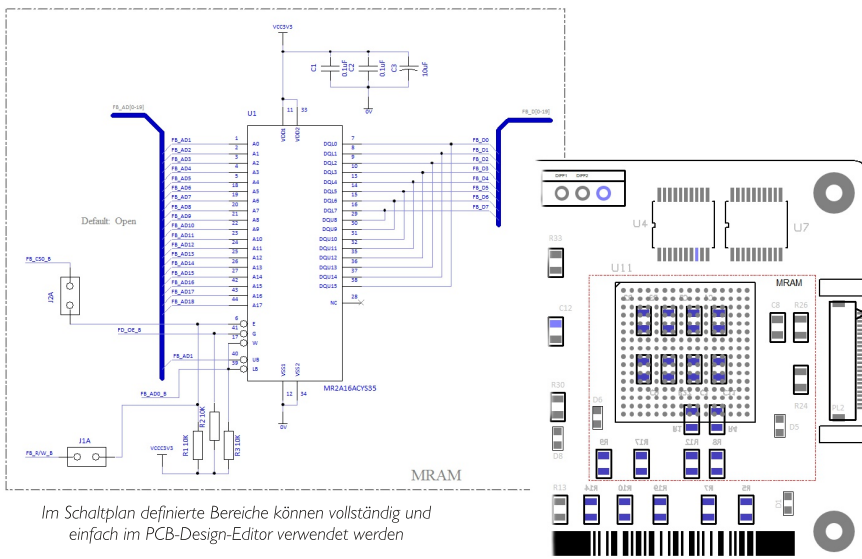 VCC3V3
C1
0.1uF
C2
0.1uF
C3
10uF
0V
FB_AD[0-19]
U1
11
33
VDD1
VDD2
FB_AD1 1 A0
FB_AD2 2 A1
FB_AD3 3 A2
FB_AD4 4 A3
FB_AD5 5 A4
FB_AD6 18 A5
FB_AD7 19 A6
FB_AD8 20 A7
FB_AD9 21 A8
FB_AD10 22 A9
FB_AD11 23 A10
FB_AD12 24 A11
FB_AD13 25 A12
FB_AD14 26 A13
FB_AD15 27 A14
FB_AD16 42 A15
FB_AD17 43 A16
FB_AD18 44 A17
DQL0 7 FB_D0
DQL1 8 FB_D1
DQL2 9 FB_D2
DQL3 10 FB_D3
DQL4 13 FB_D4
DQL5 14 FB_D5
DQL6 15 FB_D6
DQL7 16 FB_D7
DQU8 29
DQU9 30
DQU10 31
DQU11 32
DQU12 35
DQU13 36
DQU14 37
DQU15 38
NC 28
Default: Open
FB_CS0_B
J2A
6 E
FD_OE_B 41 G
17 W
FB_AD1 40 UB
FB_AD0_B 39 LB
VSS1
VSS2
12
34
0V
MR2A16ACYS35
FB_R/W_B
J1A
VCCC3V3
R1 10K
R2 10K
R3 10K
MRAM
Im Schaltplan definierte Bereiche können vollständig und
einfach im PCB-Design-Editor verwendet werden
DIFP1 DIFP2
U4
U7
R33
U11
MRAM
C12
C8
R26
R30
D6
R24
PL2
D8
D5
R9
R17
R12
R8
R13
R14
R10
R19
R7
R5
D1